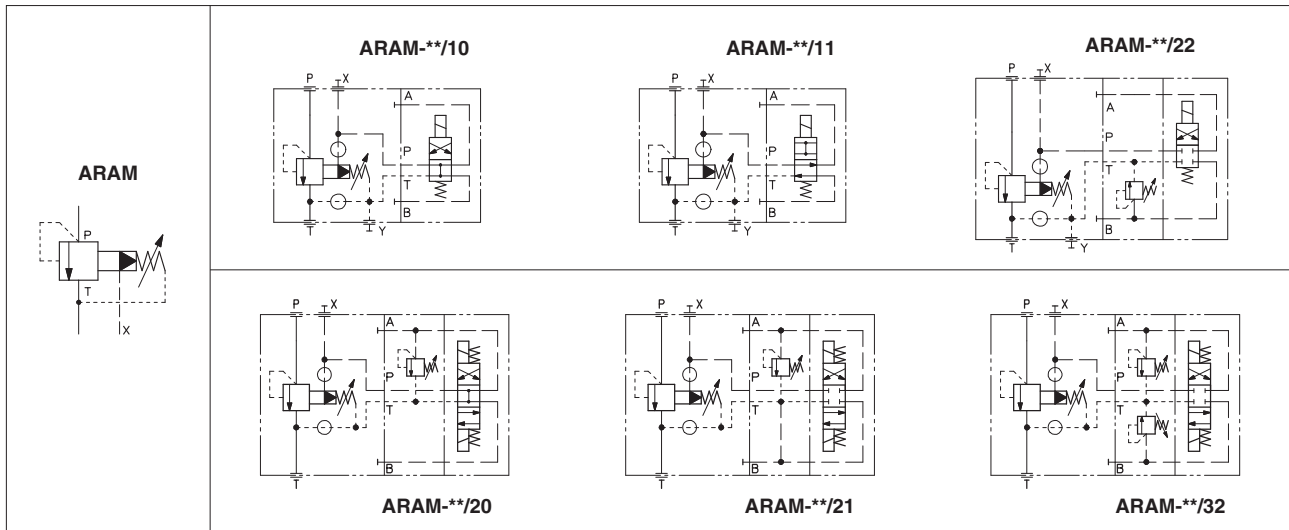 ARAM
P
T
X
ARAM-**/10
P
X
A
P
T
B
T
Y
ARAM-**/11
P
X
A
P
T
B
T
Y
ARAM-**/22
P
X
A
P
T
B
T
Y
P
X
A
P
T
B
T
ARAM-**/20
P
X
A
P
T
B
T
ARAM-**/21
P
X
A
P
T
B
T
ARAM-**/32